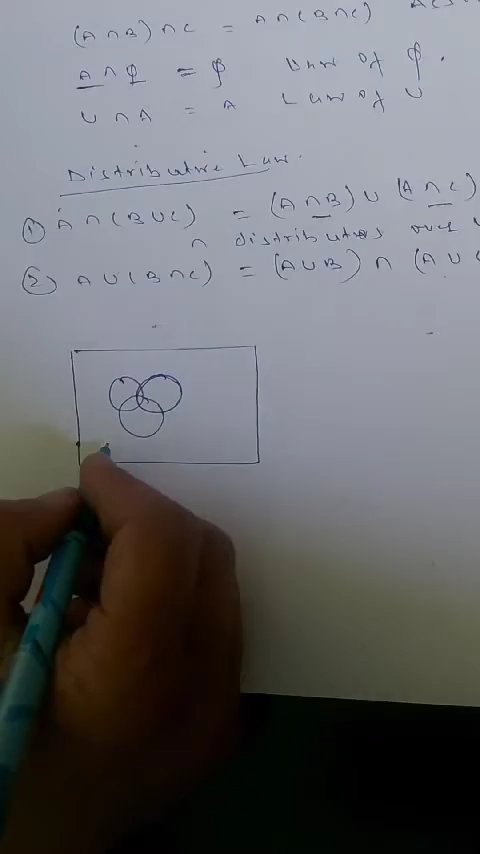 (A ∩ B) ∩ C = A ∩ (B ∩ C)
A ∩ φ = φ Law of φ.
U ∩ A = A Law of U
Distributive Law.
① A ∩ (B ∪ C) = (A ∩ B) ∪ (A ∩ C)
∩ distributes over
② A ∪ (B ∩ C) = (A ∪ B) ∩ (A ∪ C